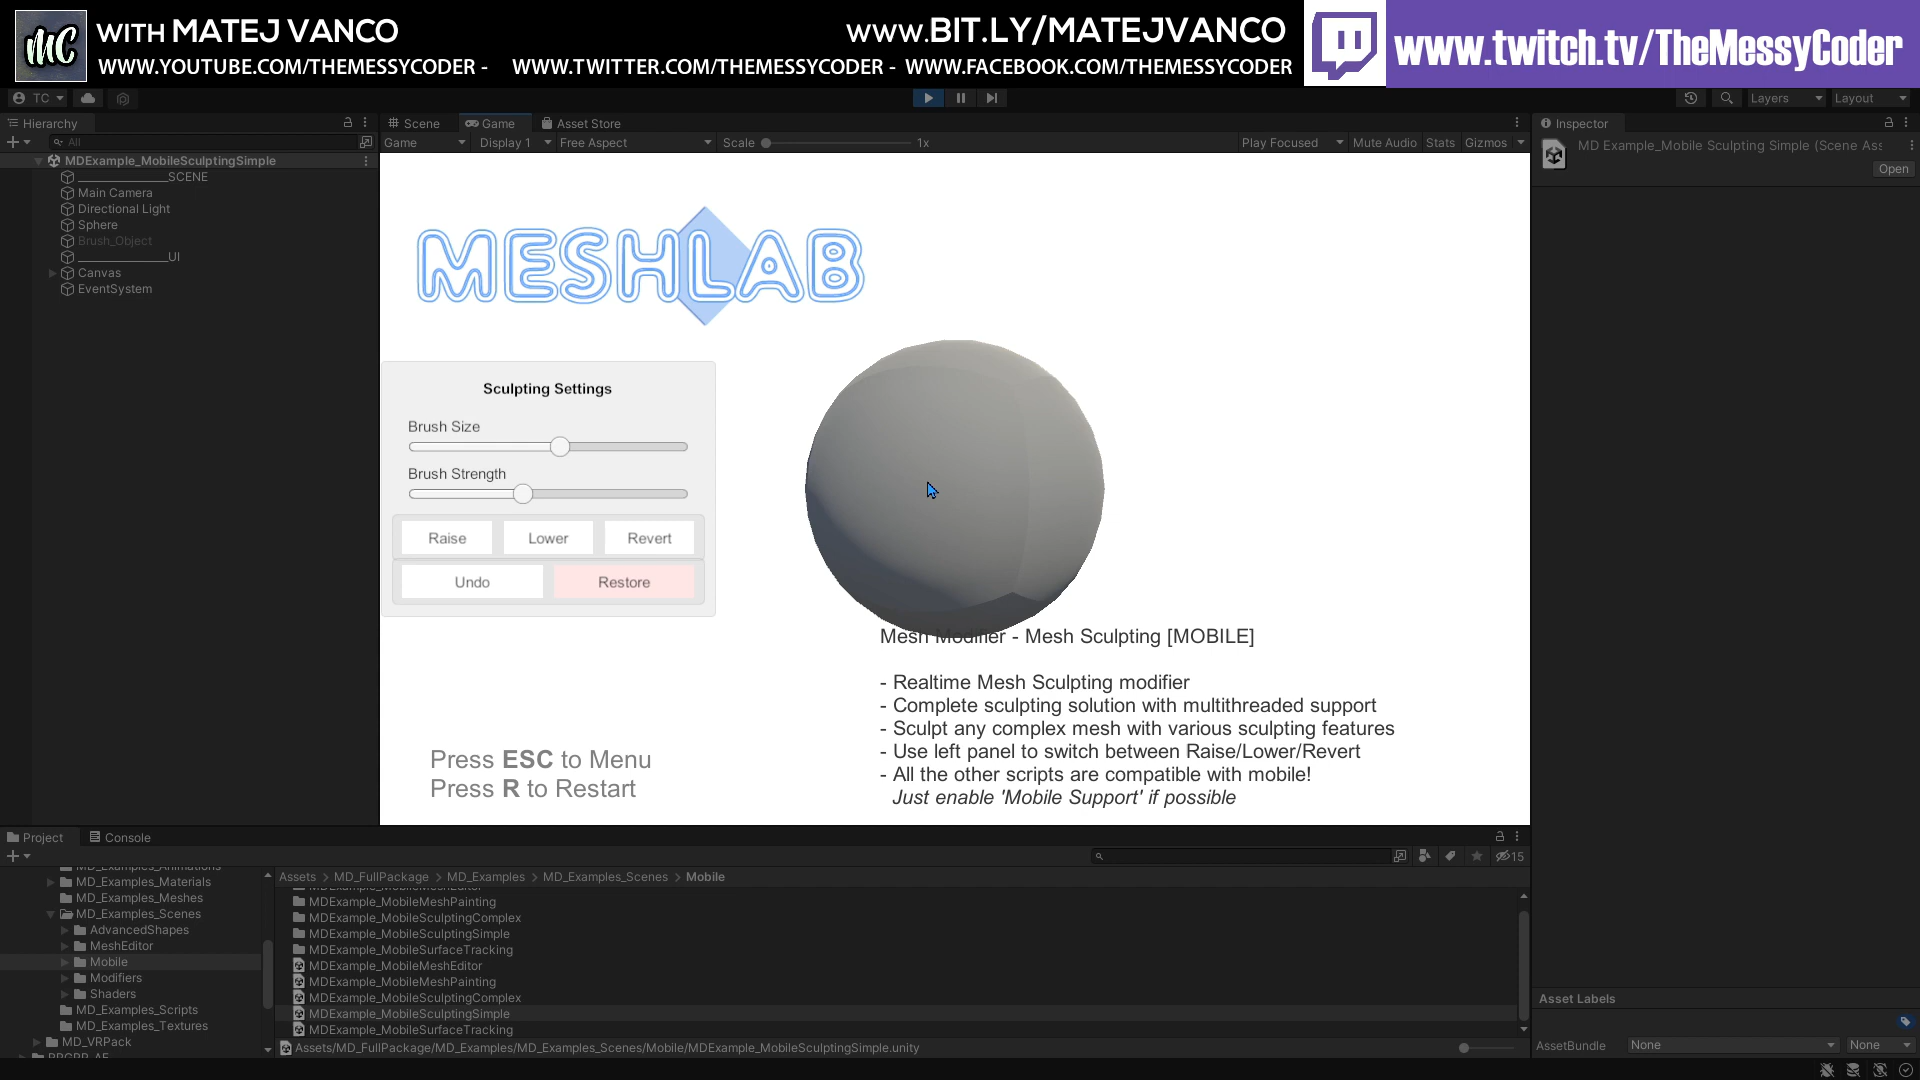 MC
WITH MATEJ VANCO
WWW.YOUTUBE.COM/THEMESSYCODER - WWW.TWITTER.COM/THEMESSYCODER - WWW.FACEBOOK.COM/THEMESSYCODER
WWW.BIT.LY/MATEJVANCO
www.twitch.tv/TheMessyCoder
TC
Layers
Layout
Hierarchy
All
MDExample_MobileSculptingSimple
______________SCENE
Main Camera
Directional Light
Sphere
Brush_Object
______________UI
Canvas
EventSystem
Scene
Game
Asset Store
Game
Display 1
Free Aspect
Scale
1x
Play Focused
Mute Audio
Stats
Gizmos
MESHLAB
Sculpting Settings
Brush Size
Brush Strength
Raise
Lower
Revert
Undo
Restore
Mesh Modifier - Mesh Sculpting [MOBILE]
- Realtime Mesh Sculpting modifier
- Complete sculpting solution with multithreaded support
- Sculpt any complex mesh with various sculpting features
- Use left panel to switch between Raise/Lower/Revert
- All the other scripts are compatible with mobile!
Just enable 'Mobile Support' if possible
Press ESC to Menu
Press R to Restart
Inspector
MD Example_Mobile Sculpting Simple (Scene Ass
Open
Asset Labels
AssetBundle
None
None
Project
Console
15
MD_Examples_Animations
MD_Examples_Materials
MD_Examples_Meshes
MD_Examples_Scenes
AdvancedShapes
MeshEditor
Mobile
Modifiers
Shaders
MD_Examples_Scripts
MD_Examples_Textures
MD_VRPack
Assets > MD_FullPackage > MD_Examples > MD_Examples_Scenes > Mobile
MDExample_MobileMeshEditor
MDExample_MobileMeshPainting
MDExample_MobileSculptingComplex
MDExample_MobileSculptingSimple
MDExample_MobileSurfaceTracking
MDExample_MobileMeshEditor
MDExample_MobileMeshPainting
MDExample_MobileSculptingComplex
MDExample_MobileSculptingSimple
MDExample_MobileSurfaceTracking
Assets/MD_FullPackage/MD_Examples/MD_Examples_Scenes/Mobile/MDExample_MobileSculptingSimple.unity